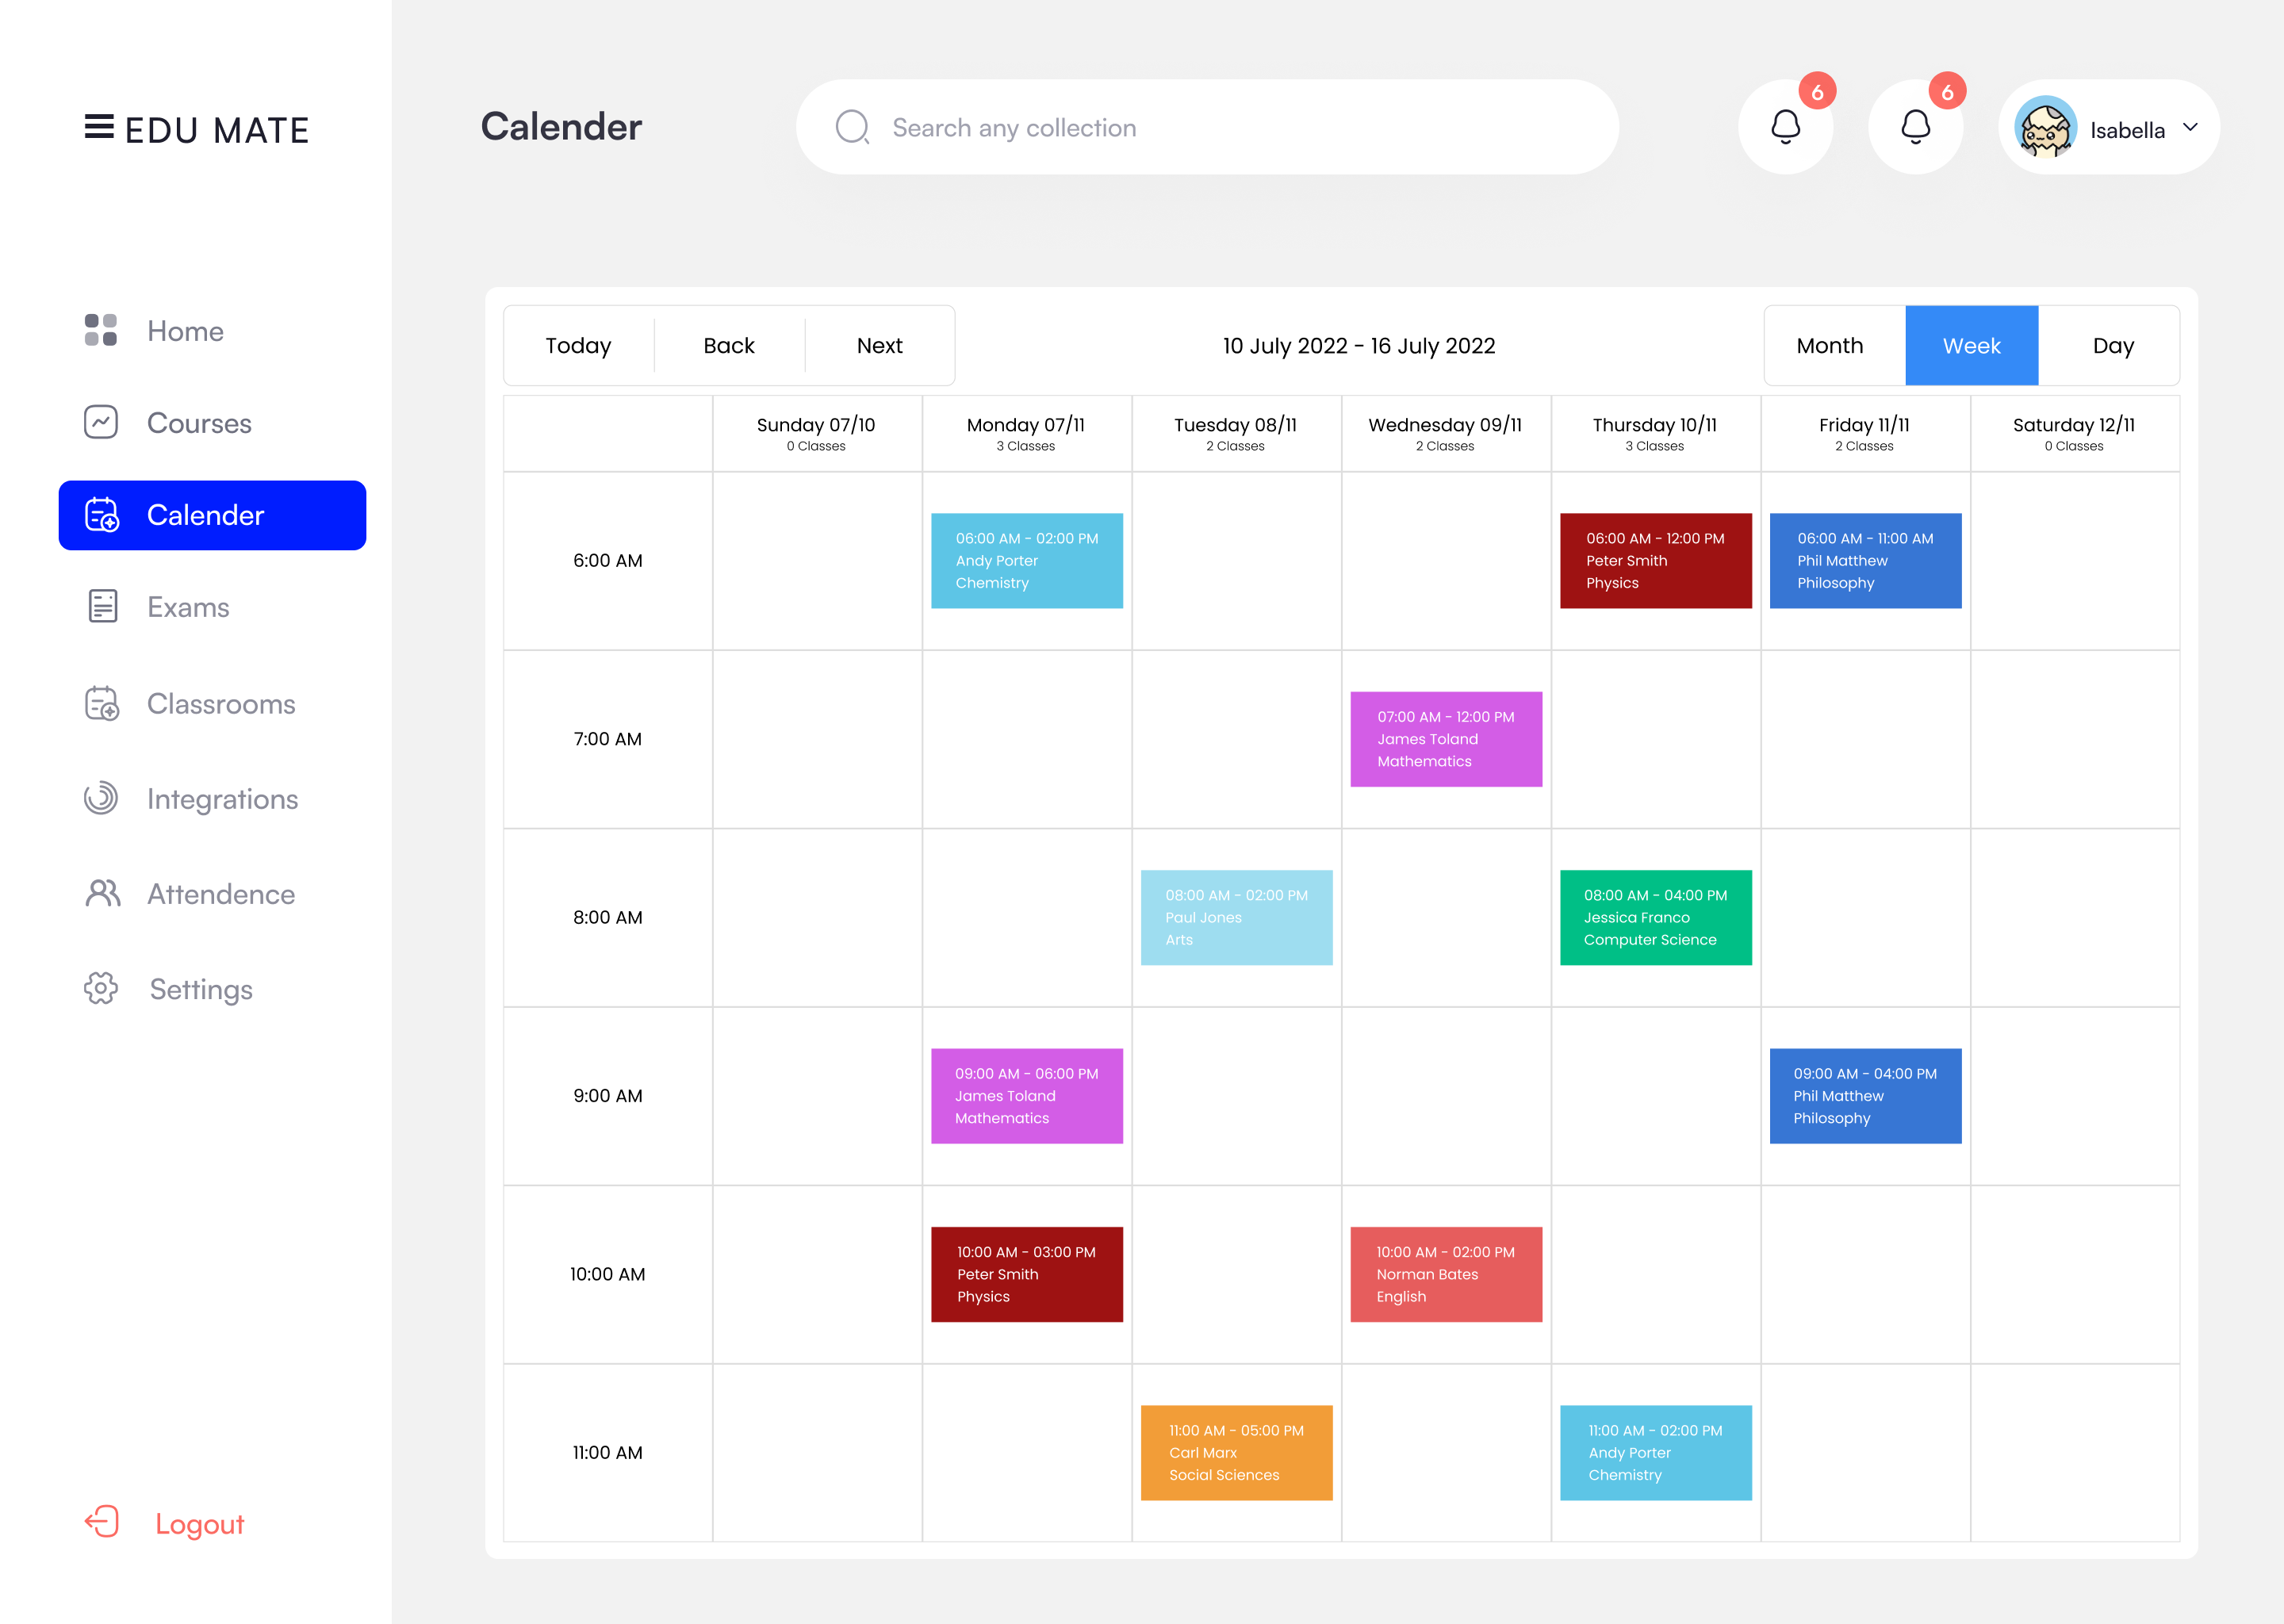 EDU MATE
Calender
Search any collection
6
6
Isabella
Home
Courses
Calender
Exams
Classrooms
Integrations
Attendence
Settings
Logout
Today
Back
Next
10 July 2022 - 16 July 2022
Month
Week
Day
Sunday 07/10
0 Classes
Monday 07/11
3 Classes
Tuesday 08/11
2 Classes
Wednesday 09/11
2 Classes
Thursday 10/11
3 Classes
Friday 11/11
2 Classes
Saturday 12/11
0 Classes
6:00 AM
06:00 AM - 02:00 PM
Andy Porter
Chemistry
06:00 AM - 12:00 PM
Peter Smith
Physics
06:00 AM - 11:00 AM
Phil Matthew
Philosophy
7:00 AM
07:00 AM - 12:00 PM
James Toland
Mathematics
8:00 AM
08:00 AM - 02:00 PM
Paul Jones
Arts
08:00 AM - 04:00 PM
Jessica Franco
Computer Science
9:00 AM
09:00 AM - 06:00 PM
James Toland
Mathematics
09:00 AM - 04:00 PM
Phil Matthew
Philosophy
10:00 AM
10:00 AM - 03:00 PM
Peter Smith
Physics
10:00 AM - 02:00 PM
Norman Bates
English
11:00 AM
11:00 AM - 05:00 PM
Carl Marx
Social Sciences
11:00 AM - 02:00 PM
Andy Porter
Chemistry